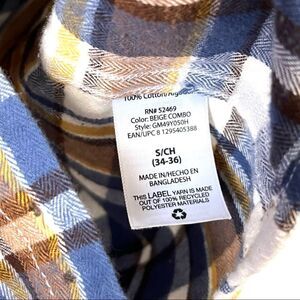 100% Cotton/Algodón
RN# 52469
Color: BEIGE COMBO
Style: GM49Y050H
EAN/UPC 8 1295405388
S/CH
(34-36)
MADE IN/HECHO EN
BANGLADESH
THIS LABEL YARN IS MADE
OUT OF 100% RECYCLED
POLYESTER MATERIALS